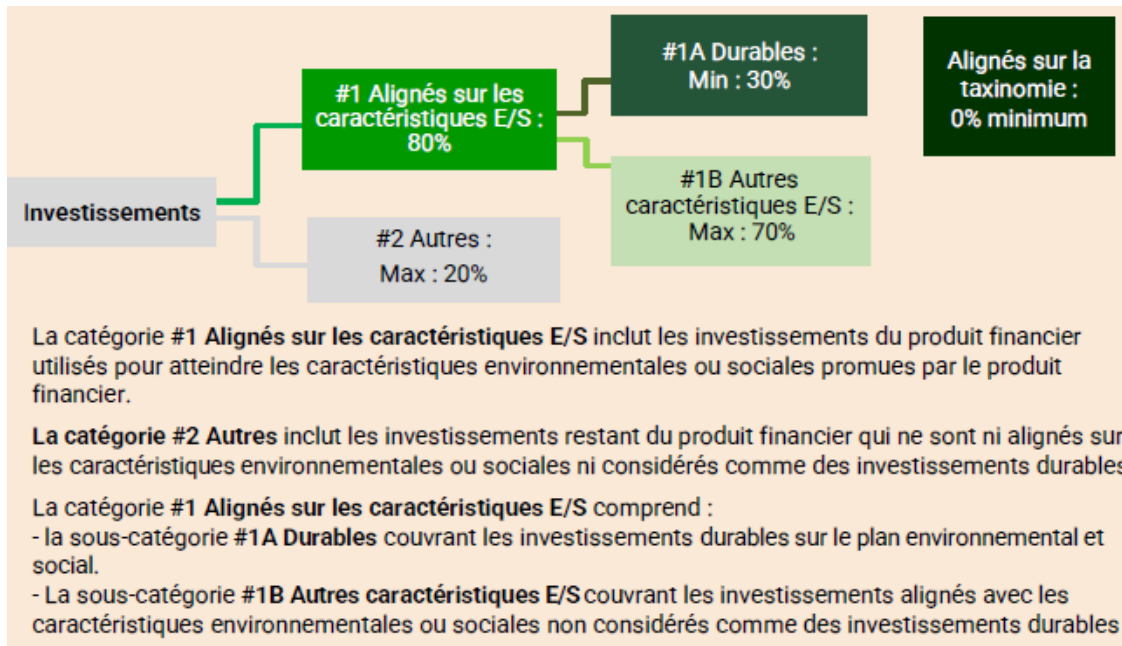 #1A Durables :
Min : 30%
Alignés sur la
taxinomie :
0% minimum
#1 Alignés sur les
caractéristiques E/S :
80%
#1B Autres
caractéristiques E/S :
Max : 70%
Investissements
#2 Autres :
Max : 20%
La catégorie #1 Alignés sur les caractéristiques E/S inclut les investissements du produit financier
utilisés pour atteindre les caractéristiques environnementales ou sociales promues par le produit
financier.
La catégorie #2 Autres inclut les investissements restant du produit financier qui ne sont ni alignés sur
les caractéristiques environnementales ou sociales ni considérés comme des investissements durables
La catégorie #1 Alignés sur les caractéristiques E/S comprend :
- la sous-catégorie #1A Durables couvrant les investissements durables sur le plan environnemental et
social.
- La sous-catégorie #1B Autres caractéristiques E/S couvrant les investissements alignés avec les
caractéristiques environnementales ou sociales non considérés comme des investissements durables